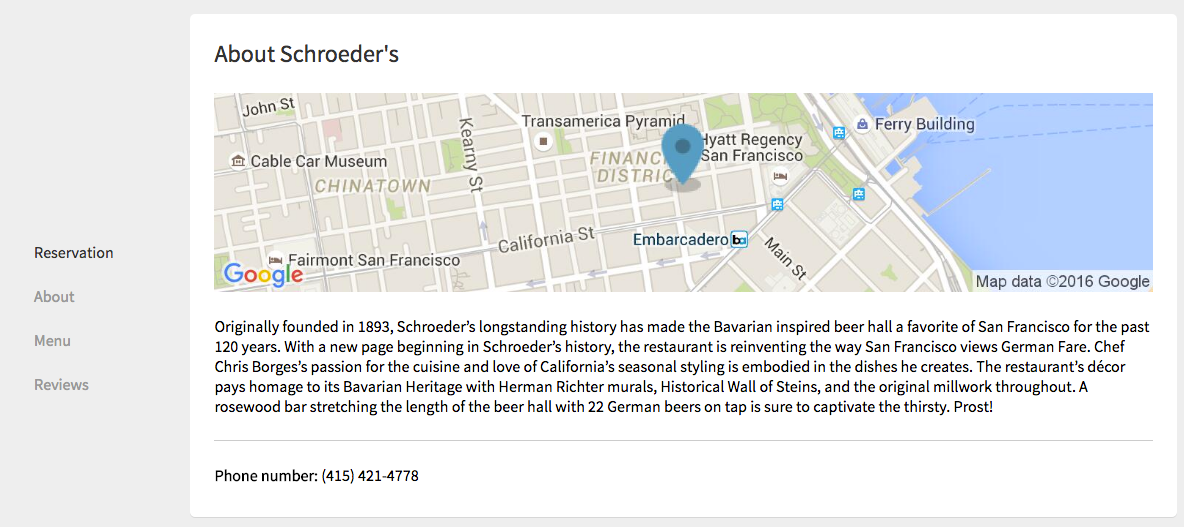 About Schroeder's
John St
Kearny St
Transamerica Pyramid
Hyatt Regency
San Francisco
Ferry Building
Cable Car Museum
CHINATOWN
FINANC
DISTRIC
California St
Embarcadero
Main St
Fairmont San Francisco
Google
Map data ©2016 Google
Reservation
About
Menu
Reviews
Originally founded in 1893, Schroeder’s longstanding history has made the Bavarian inspired beer hall a favorite of San Francisco for the past
120 years. With a new page beginning in Schroeder’s history, the restaurant is reinventing the way San Francisco views German Fare. Chef
Chris Borges’s passion for the cuisine and love of California’s seasonal styling is embodied in the dishes he creates. The restaurant’s décor
pays homage to its Bavarian Heritage with Herman Richter murals, Historical Wall of Steins, and the original millwork throughout. A
rosewood bar stretching the length of the beer hall with 22 German beers on tap is sure to captivate the thirsty. Prost!
Phone number: (415) 421-4778